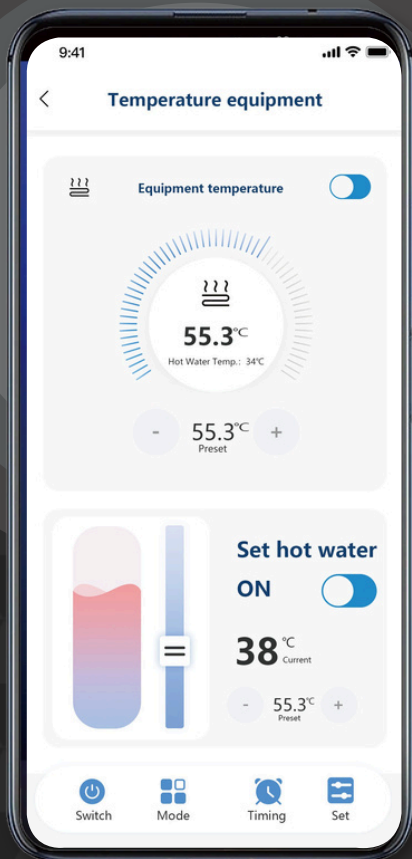 9:41
Temperature equipment
Equipment temperature
55.3℃
Hot Water Temp.: 34℃
- 55.3℃ +
Preset
Set hot water
ON
38 ℃
Current
- 55.3℃ +
Preset
Switch Mode Timing Set